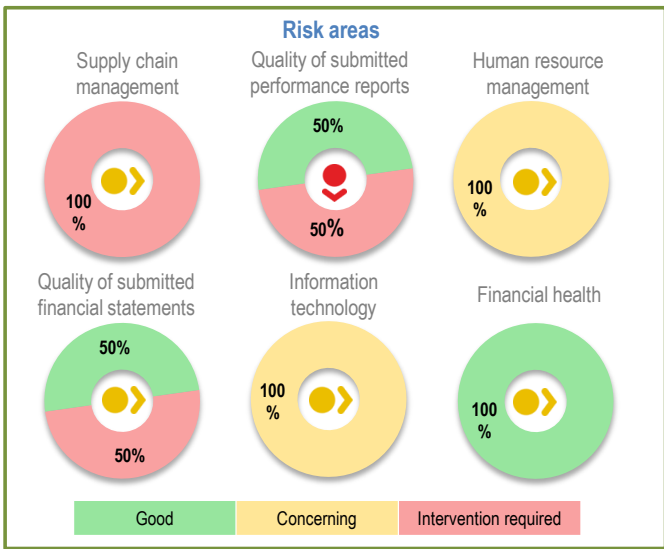 Risk areas
Supply chain
management
Quality of submitted
performance reports
Human resource
management
100
%
50%
50%
100
%
Quality of submitted
financial statements
Information
technology
Financial health
50%
50%
100
%
100
%
Good
Concerning
Intervention required